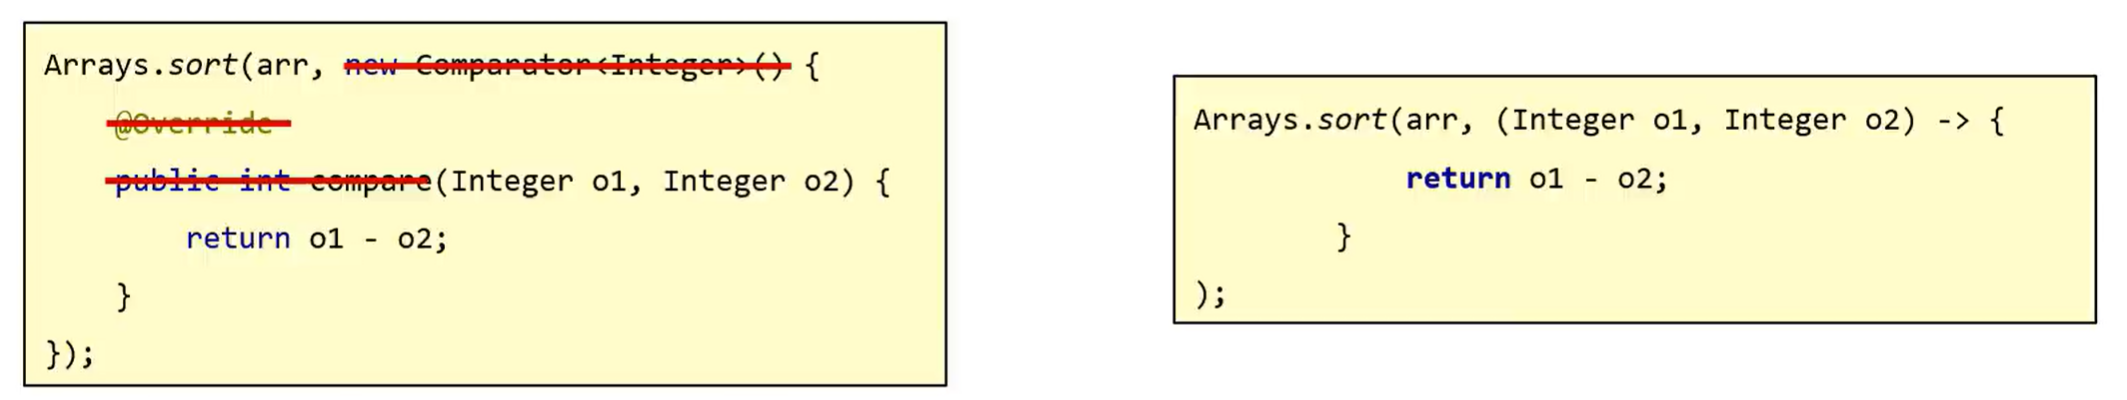 Arrays.sort(arr, new Comparator<Integer>() {
@Override
public int compare(Integer o1, Integer o2) {
return o1 - o2;
}
});
Arrays.sort(arr, (Integer o1, Integer o2) -> {
return o1 - o2;
}
);